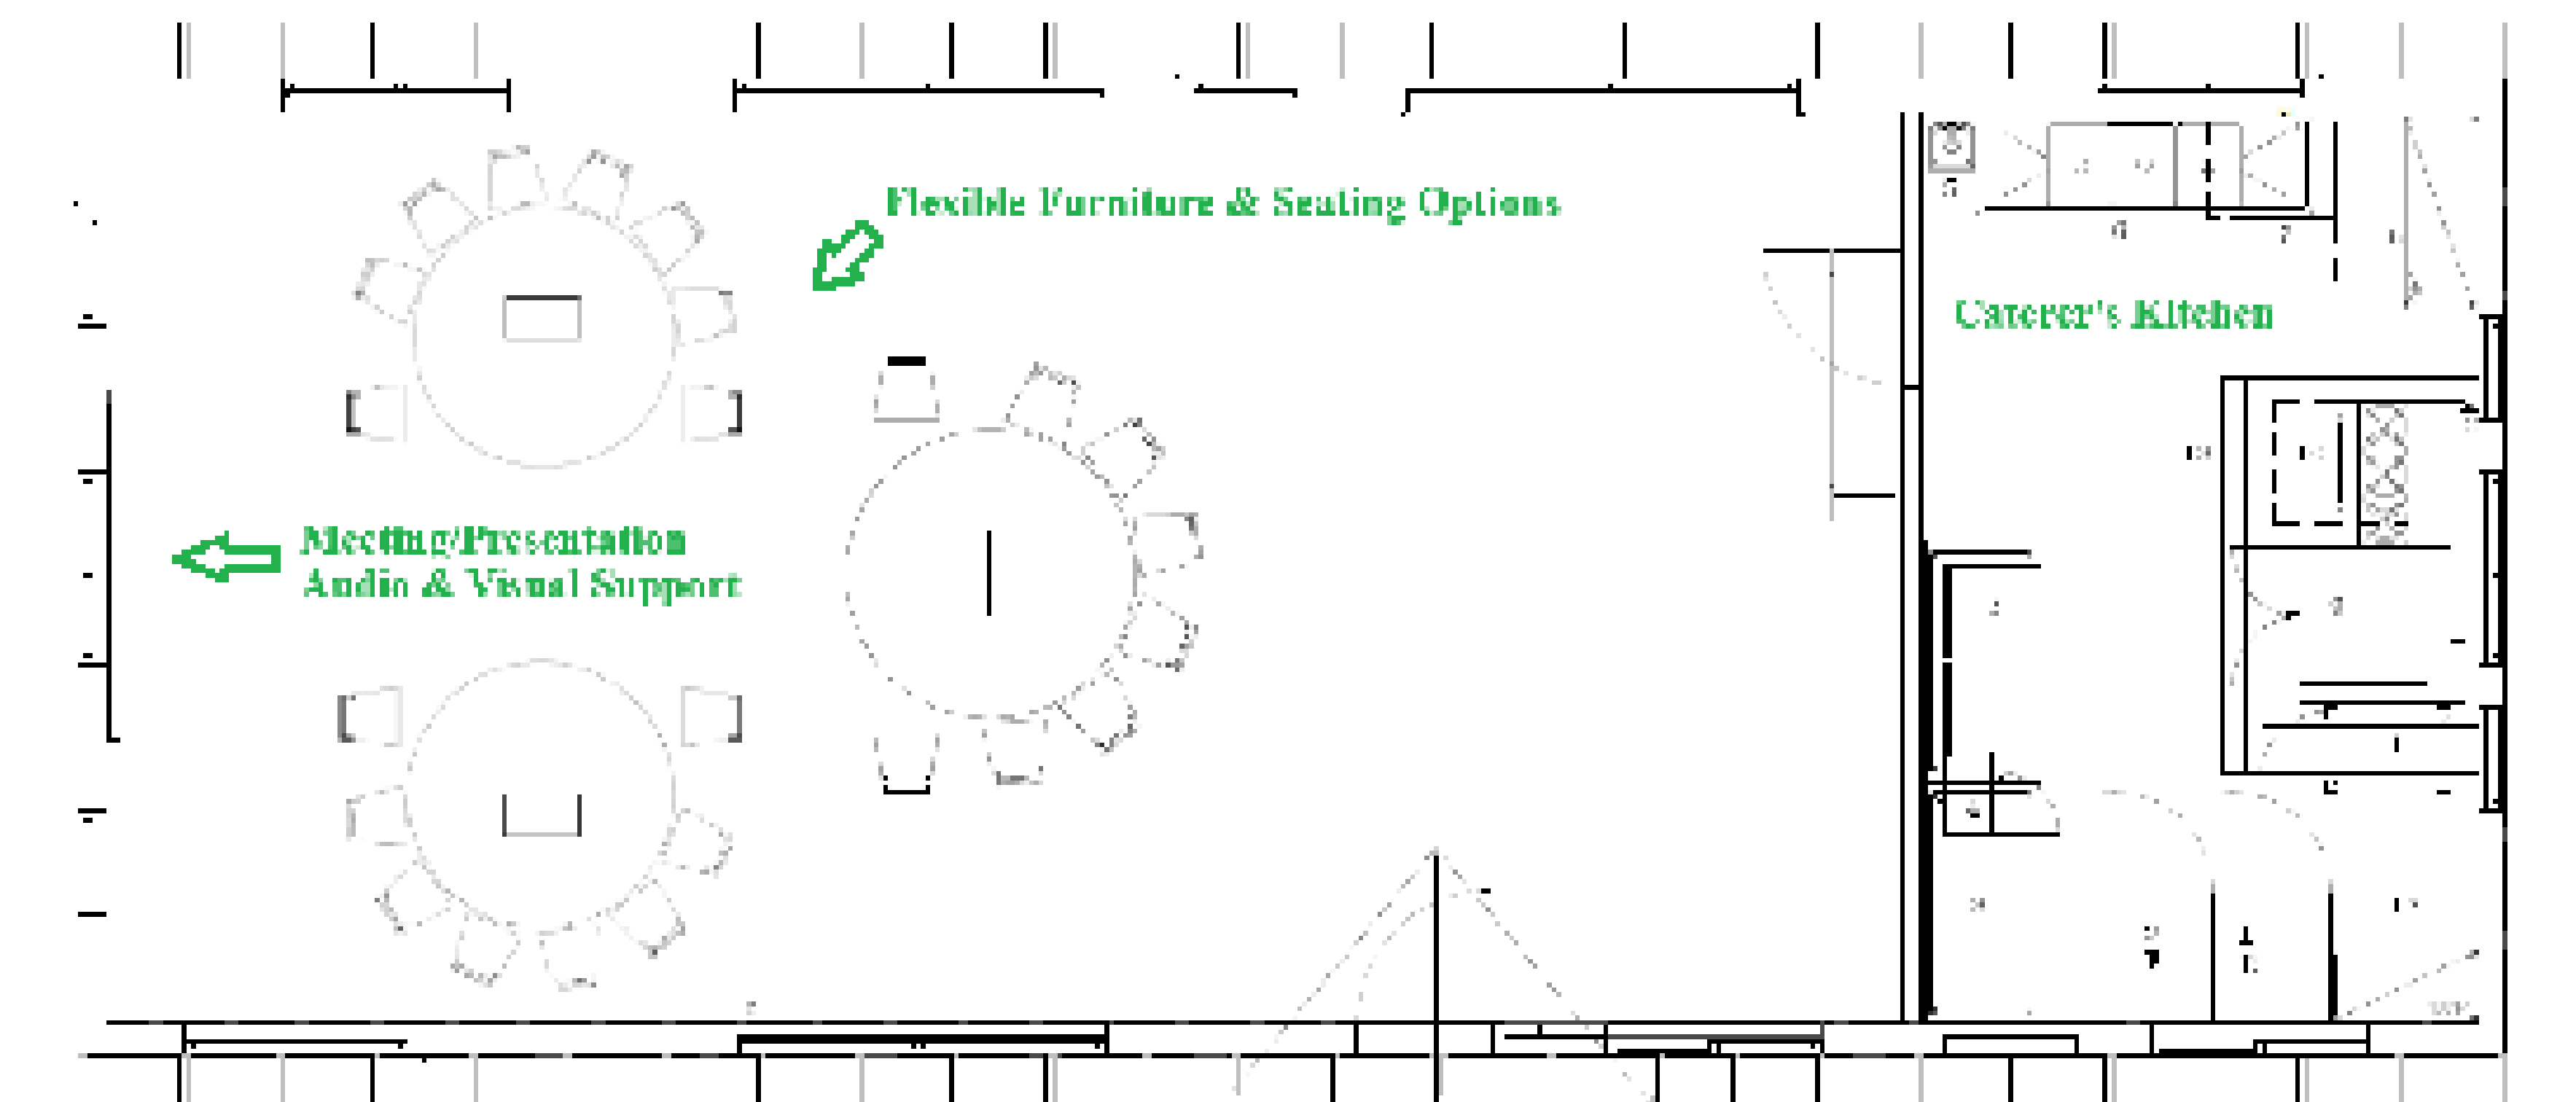 Flexible Furniture & Seating Options
Caterer's Kitchen
Meeting/Presentation
Audio & Visual Support